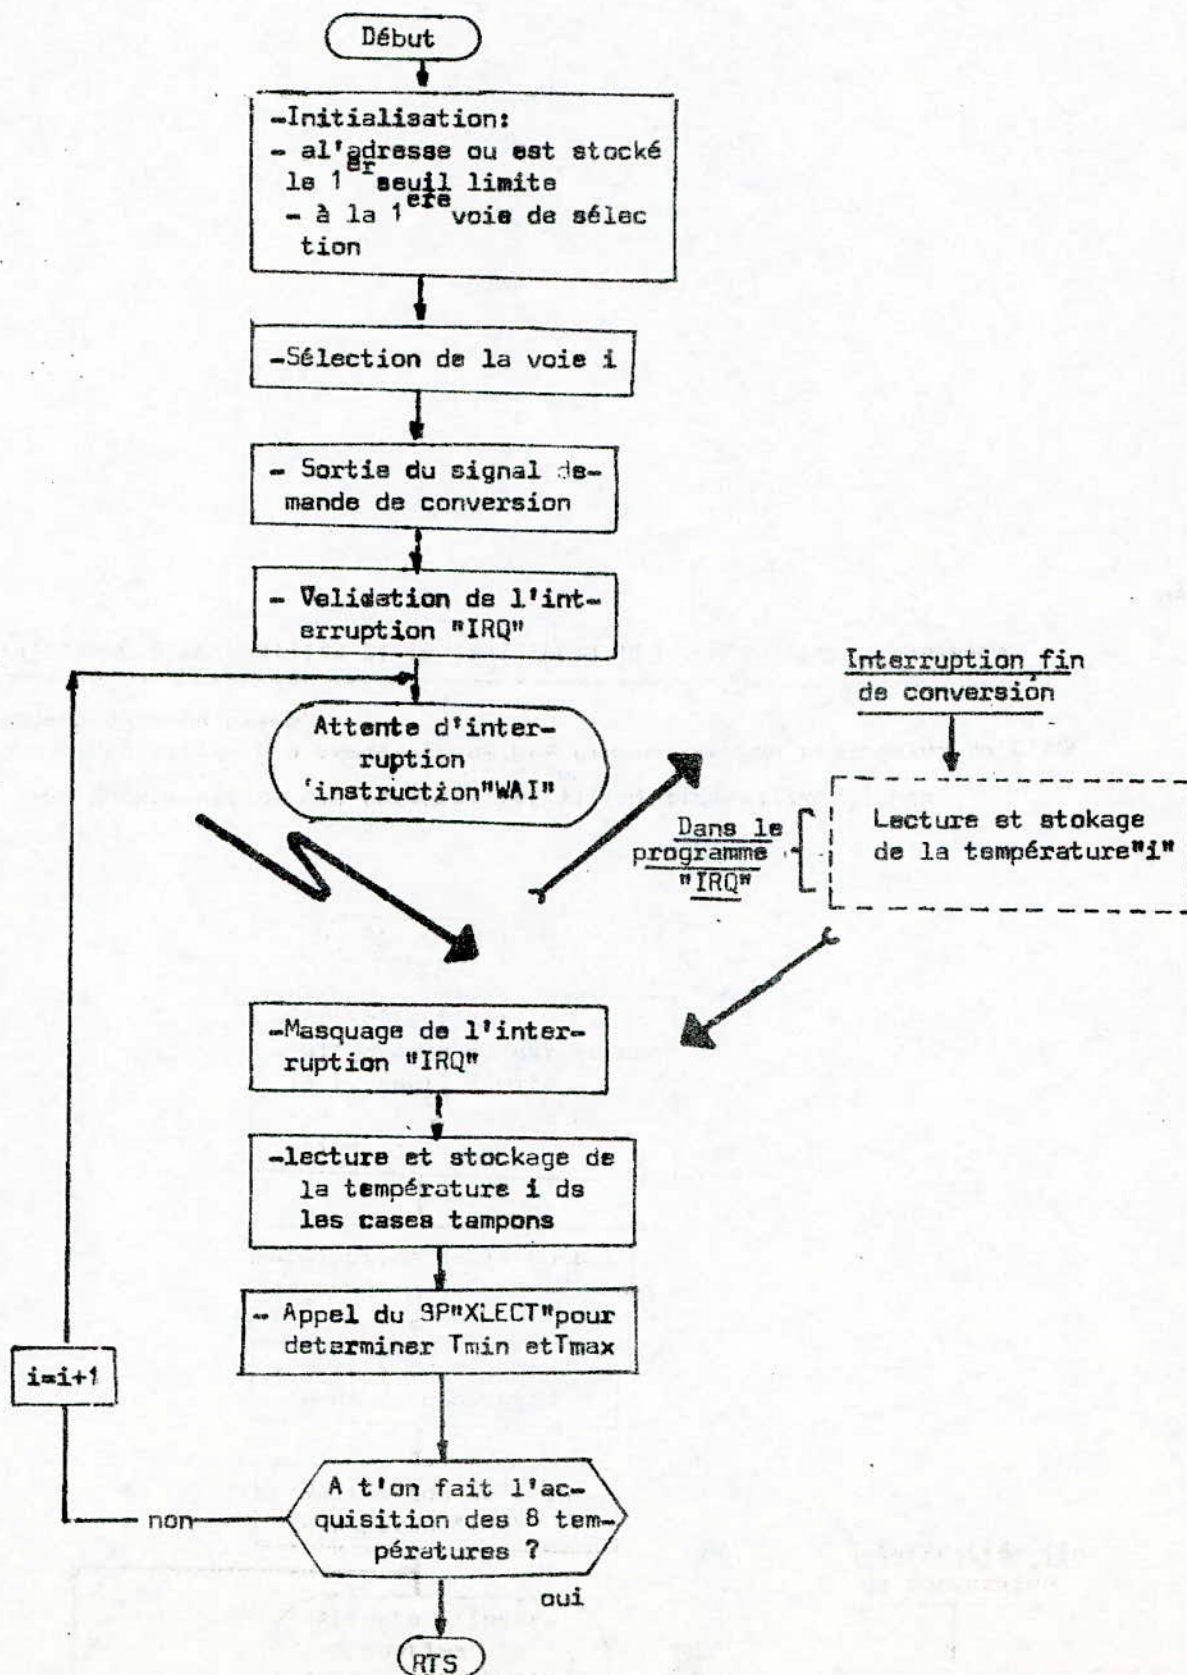 Début
-Initialisation:
- al'adresse ou est stocké
le 1er seuil limite
- à la 1ere voie de sélec
tion
-Sélection de la voie i
- Sortie du signal de-
mande de conversion
- Validation de l'int-
erruption "IRQ"
Interruption fin
de conversion
Attente d'inter-
ruption
'instruction"WAI"
Dans le
programme
"IRQ"
Lecture et stokage
de la température"i"
-Masquage de l'inter-
ruption "IRQ"
-lecture et stockage de
la température i ds
les cases tampons
- Appel du SP"XLECT"pour
determiner Tmin etTmax
i=i+1
A t'on fait l'ac-
quisition des 8 tem-
pératures ?
non
oui
RTS